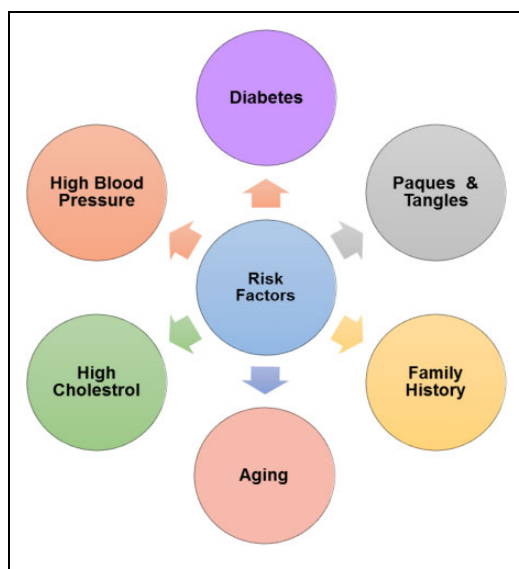 Diabetes
High Blood
Pressure
Paques & 
Tangles
Risk
Factors
High
Cholestrol
Family
History
Aging